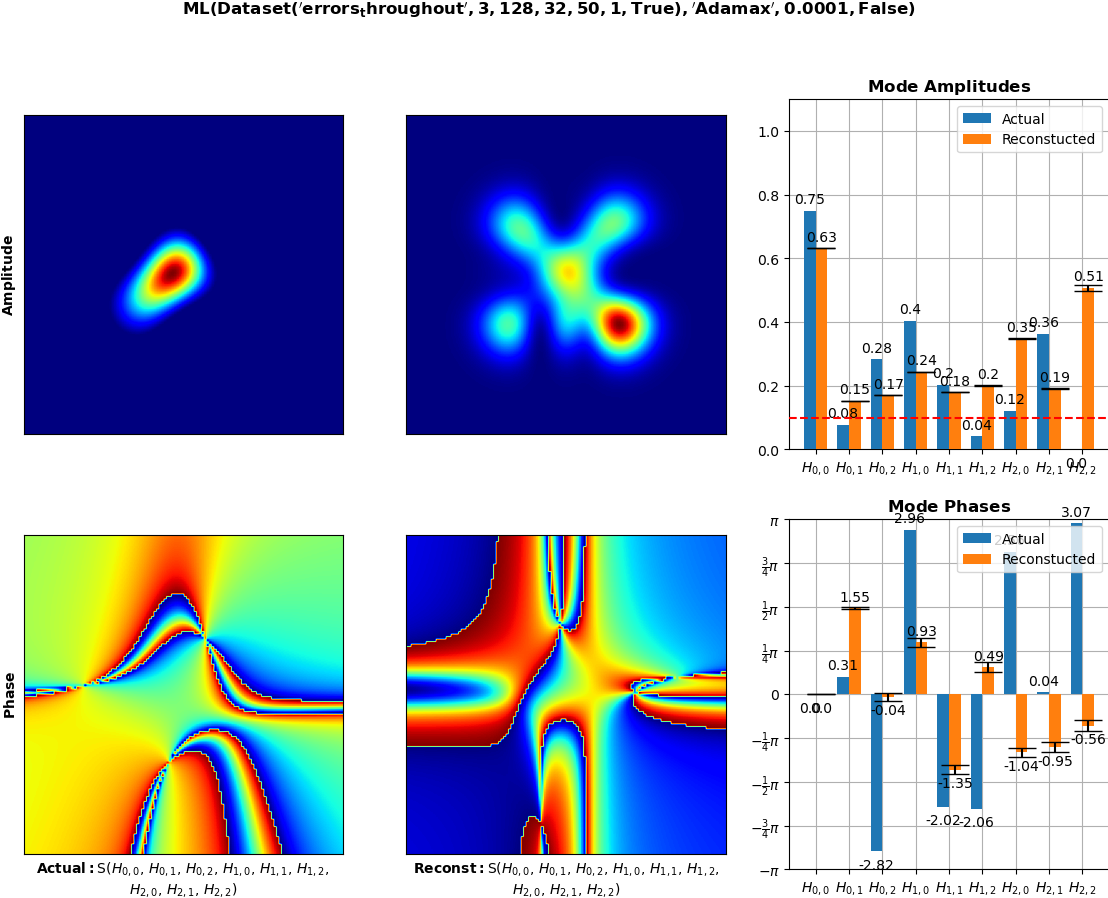 ML(Dataset('errors_throughout', 3, 128, 32, 50, 1, True), 'Adamax', 0.0001, False)
Amplitude
Mode Amplitudes
Actual
Reconstucted
1.0
0.8
0.6
0.4
0.2
0.0
0.75
0.63
0.08
0.15
0.28
0.17
0.4
0.24
0.2
0.18
0.04
0.2
0.12
0.35
0.36
0.19
0.0
0.51
H0,0 H0,1 H0,2 H1,0 H1,1 H1,2 H2,0 H2,1 H2,2
Phase
Actual: S(H0,0, H0,1, H0,2, H1,0, H1,1, H1,2,
H2,0, H2,1, H2,2)
Reconst: S(H0,0, H0,1, H0,2, H1,0, H1,1, H1,2,
H2,0, H2,1, H2,2)
Mode Phases
Actual
Reconstucted
π
3/4π
1/2π
1/4π
0
−1/4π
−1/2π
−3/4π
−π
0.0
0.0
0.31
1.55
-2.82
-0.04
2.96
0.93
-2.02
-1.35
-2.06
0.49
-1.04
0.04
-0.95
3.07
-0.56
H0,0 H0,1 H0,2 H1,0 H1,1 H1,2 H2,0 H2,1 H2,2